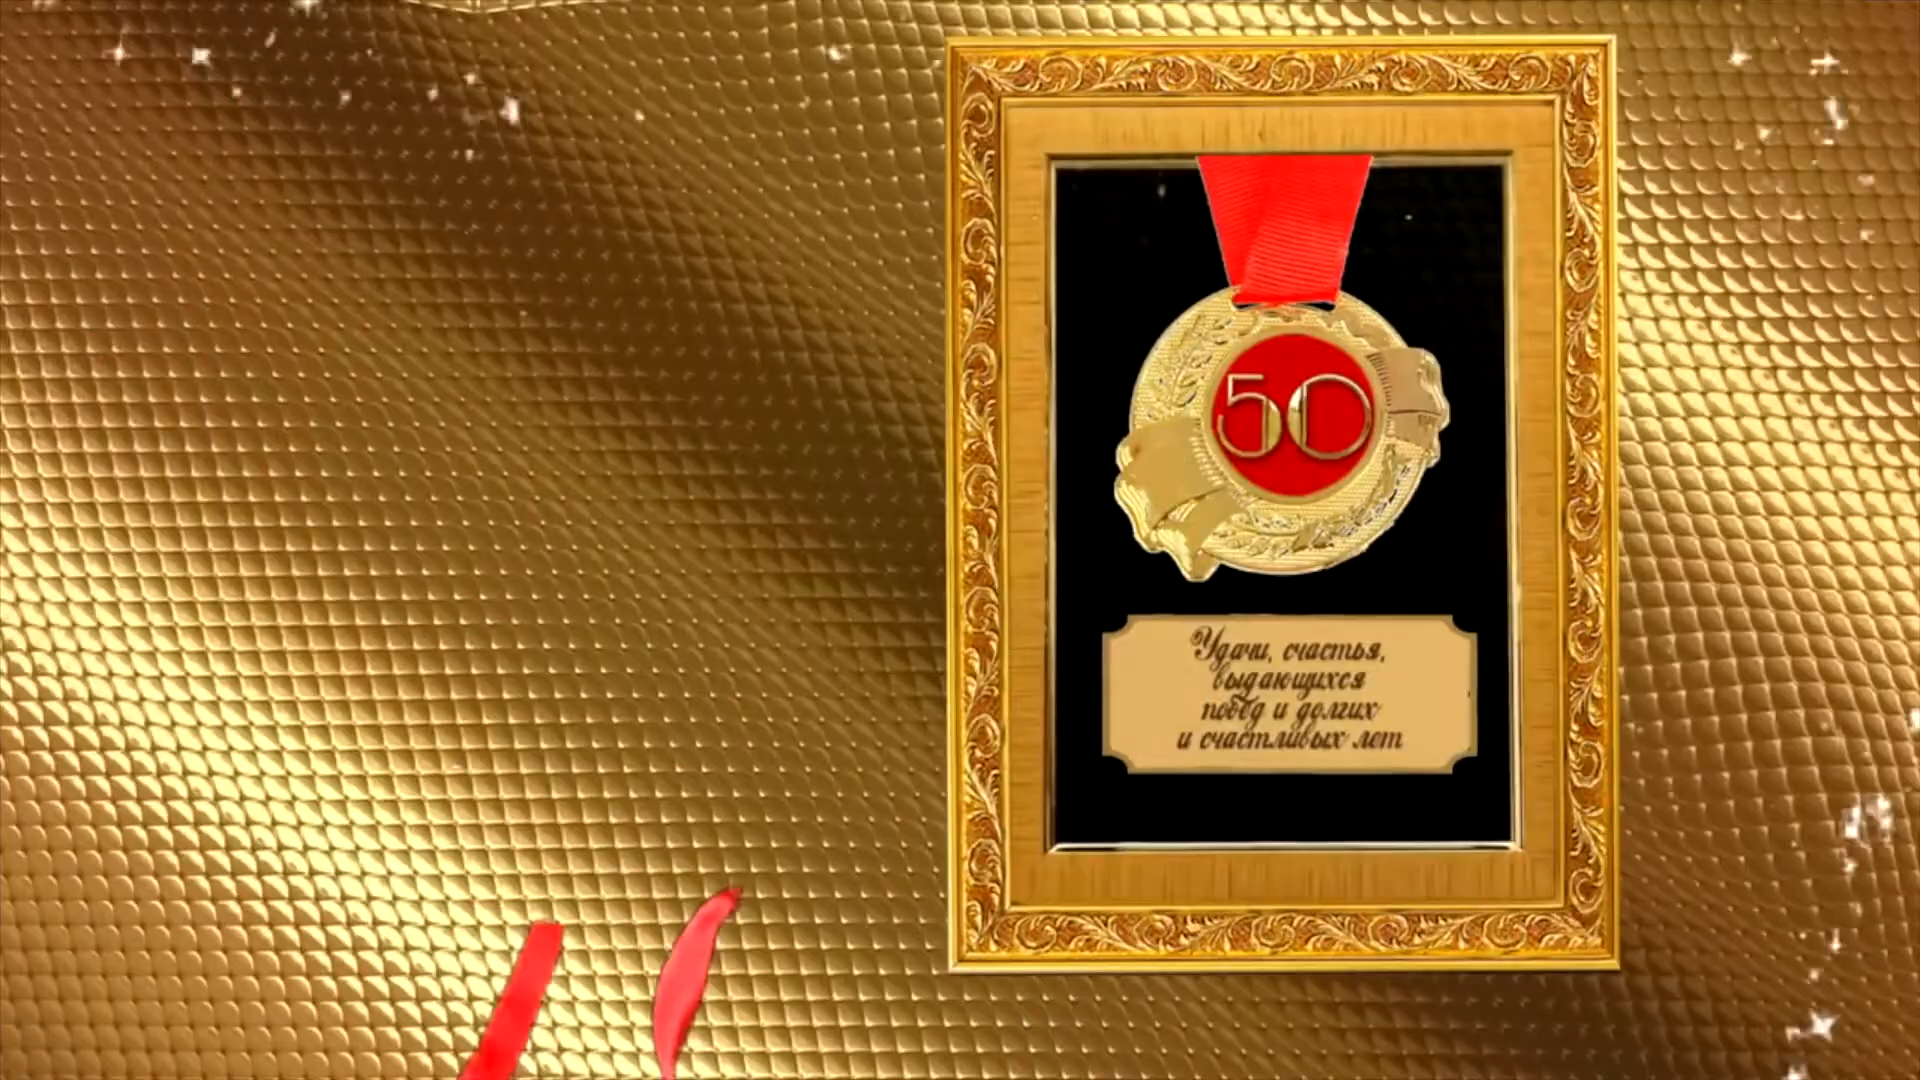 50
Удачи, счастья,
выдающихся
побед и долгих
и счастливых лет